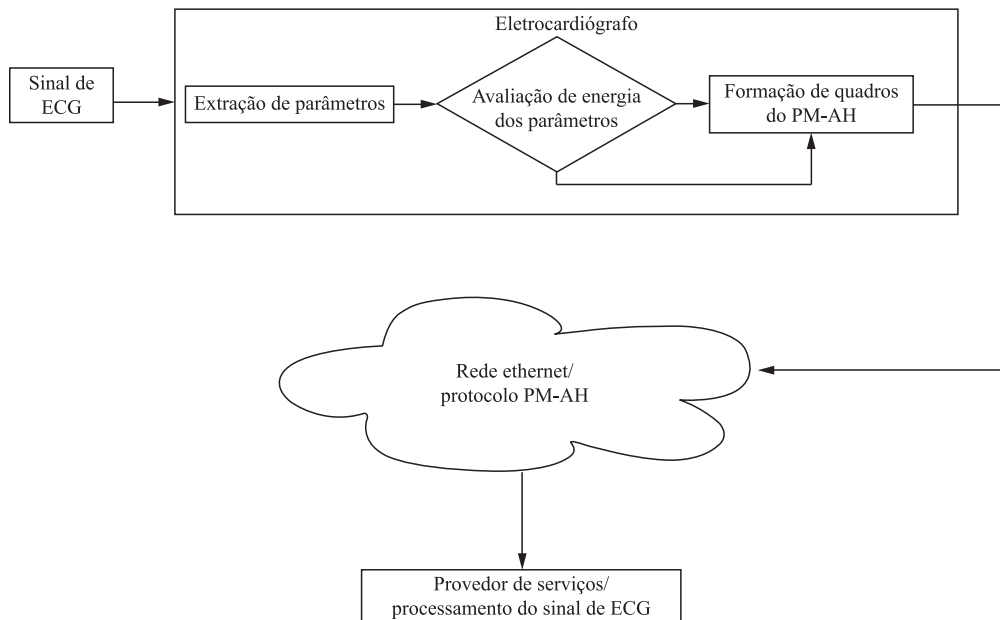 Eletrocardiógrafo
Sinal de
ECG
Extração de parâmetros
Avaliação de energia
dos parâmetros
Formação de quadros
do PM-AH
Rede ethernet/
protocolo PM-AH
Provedor de serviços/
processamento do sinal de ECG